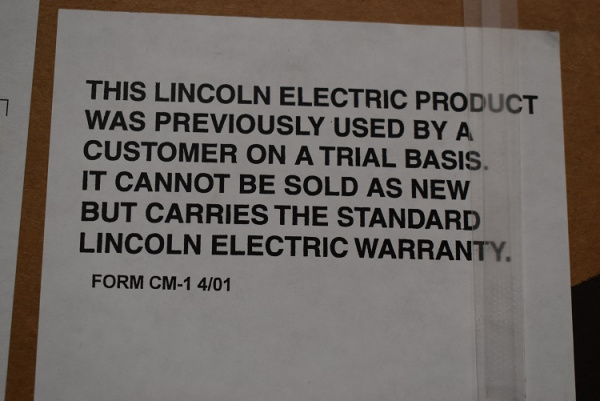 THIS LINCOLN ELECTRIC PRODUCT
WAS PREVIOUSLY USED BY A
CUSTOMER ON A TRIAL BASIS.
IT CANNOT BE SOLD AS NEW
BUT CARRIES THE STANDARD
LINCOLN ELECTRIC WARRANTY.
FORM CM-1 4/01